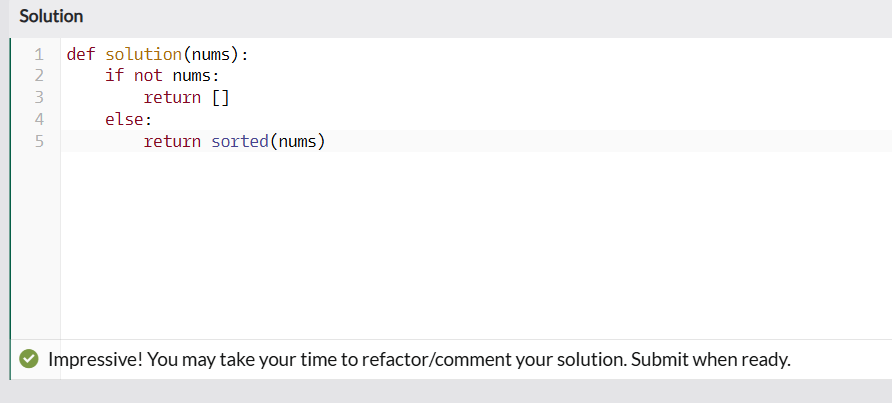 Solution
1 def solution(nums):
2     if not nums:
3         return []
4     else:
5         return sorted(nums)
Impressive! You may take your time to refactor/comment your solution. Submit when ready.